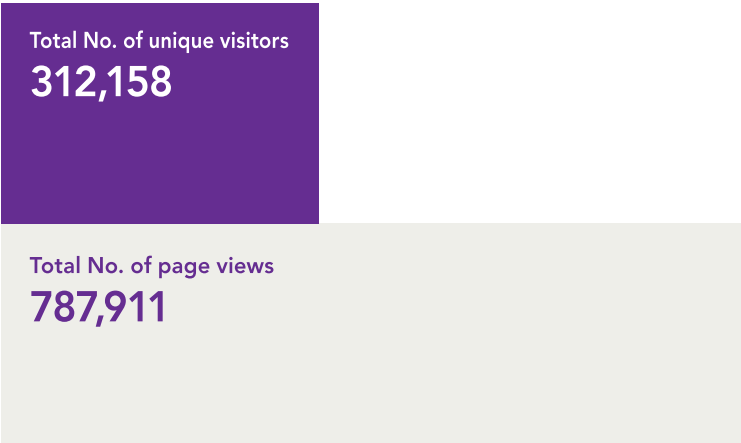 Total No. of unique visitors
312,158
Total No. of page views
787,911